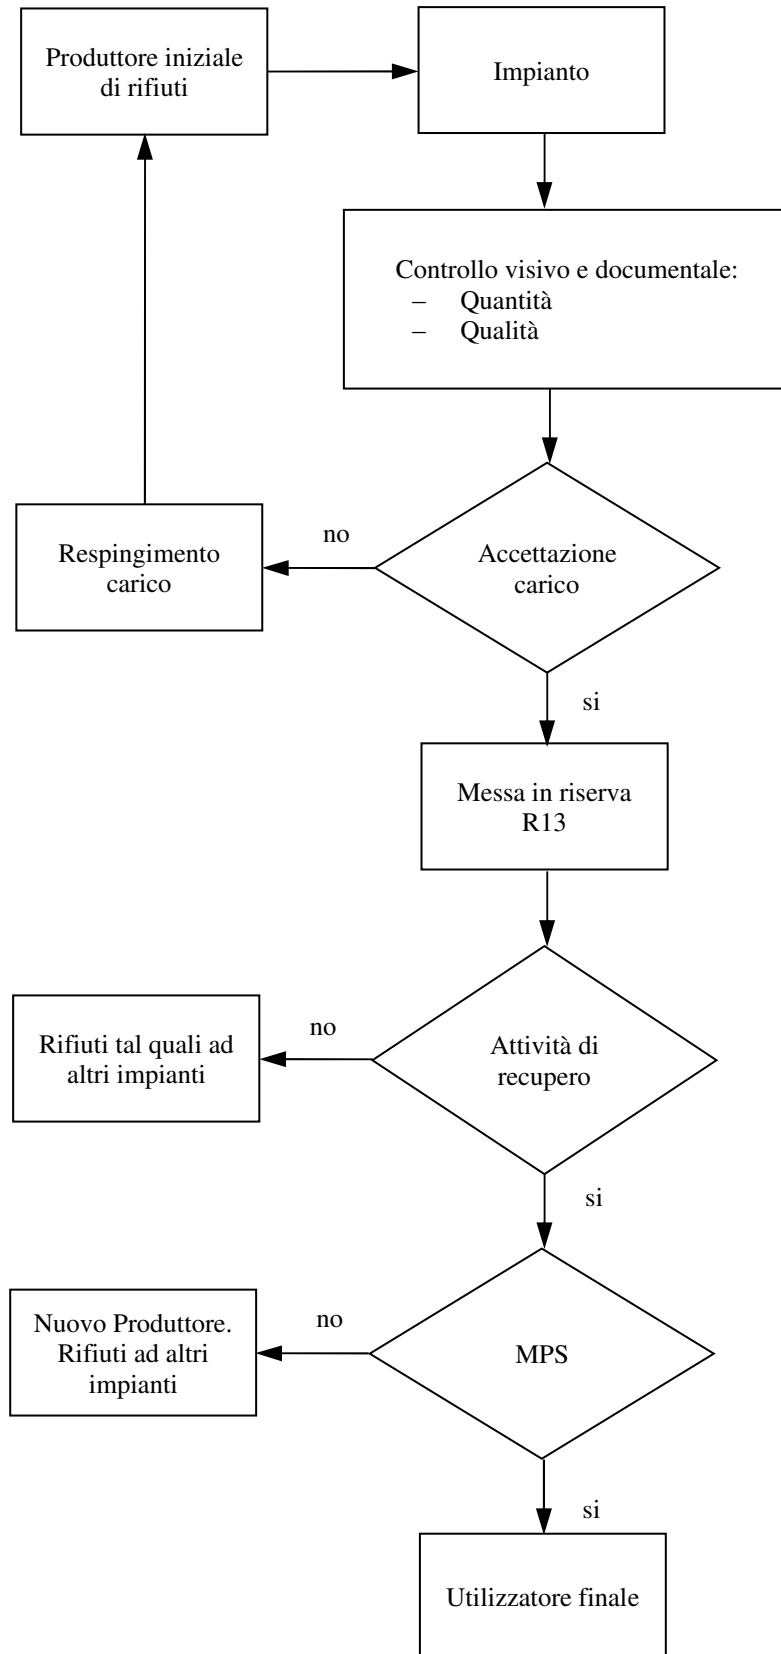 Produttore iniziale
di rifiuti
Impianto
Controllo visivo e documentale:
– Quantità
– Qualità
Respingimento
carico
no
Accettazione
carico
si
Messa in riserva
R13
Rifiuti tal quali ad
altri impianti
no
Attività di
recupero
si
Nuovo Produttore.
Rifiuti ad altri
impianti
no
MPS
si
Utilizzatore finale